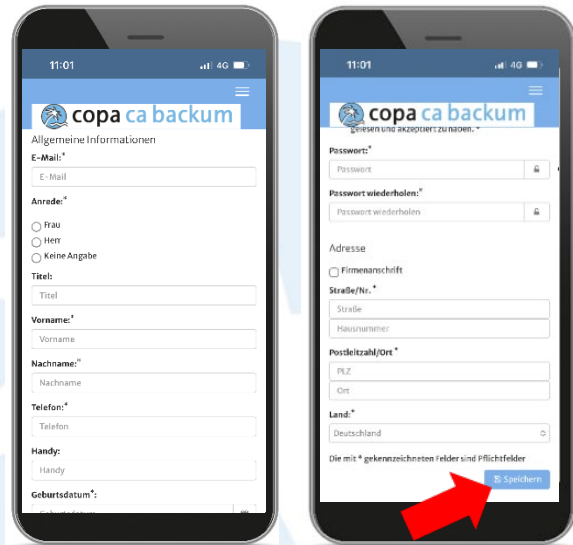 11:01
4G
copa ca backum
Allgemeine Informationen
E-Mail:*
E-Mail
Anrede:*
Frau
Herr
Keine Angabe
Titel:
Titel
Vorname:*
Vorname
Nachname:*
Nachname
Telefon:*
Telefon
Handy:
Handy
Geburtsdatum*:
Geburtsdatum
11:01
4G
copa ca backum
gelesen und akzeptiert zu haben. *
Passwort:*
Passwort
Passwort wiederholen:*
Passwort wiederholen
Adresse
Firmenanschrift
Straße/Nr. *
Straße
Hausnummer
Postleitzahl/Ort *
PLZ
Ort
Land:*
Deutschland
Die mit * gekennzeichneten Felder sind Pflichtfelder
Speichern